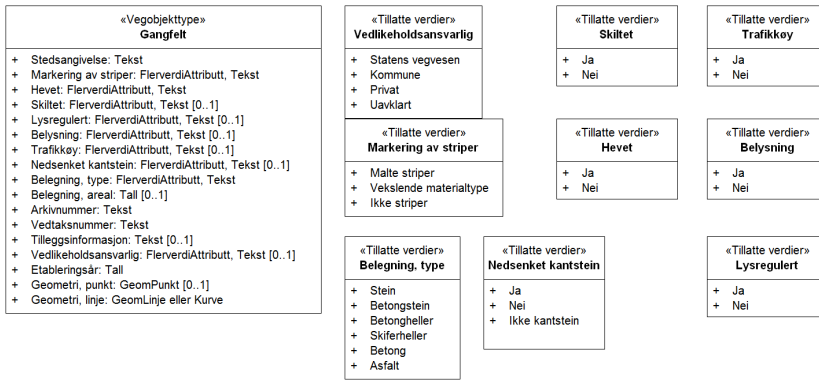 «Vegobjekttype»
Gangfelt
+ Stedsangivelse: Tekst
+ Markering av striper: FlerverdiAttributt, Tekst
+ Hevet: FlerverdiAttributt, Tekst
+ Skiltet: FlerverdiAttributt, Tekst [0..1]
+ Lysregulert: FlerverdiAttributt, Tekst [0..1]
+ Belysning: FlerverdiAttributt, Tekst [0..1]
+ Trafikkøy: FlerverdiAttributt, Tekst [0..1]
+ Nedsenket kantstein: FlerverdiAttributt, Tekst [0..1]
+ Belegning, type: FlerverdiAttributt, Tekst
+ Belegning, areal: Tall [0..1]
+ Arkivnummer: Tekst
+ Vedtaksnummer: Tekst
+ Tilleggsinformasjon: Tekst [0..1]
+ Vedlikeholdsansvarlig: FlerverdiAttributt, Tekst [0..1]
+ Etableringsår: Tall
+ Geometri, punkt: GeomPunkt [0..1]
+ Geometri, linje: GeomLinje eller Kurve
«Tillatte verdier»
Vedlikeholdsansvarlig
+ Statens vegvesen
+ Kommune
+ Privat
+ Uavklart
«Tillatte verdier»
Skiltet
+ Ja
+ Nei
«Tillatte verdier»
Trafikkøy
+ Ja
+ Nei
«Tillatte verdier»
Markering av striper
+ Malte striper
+ Vekslende materialtype
+ Ikke striper
«Tillatte verdier»
Hevet
+ Ja
+ Nei
«Tillatte verdier»
Belysning
+ Ja
+ Nei
«Tillatte verdier»
Belegning, type
+ Stein
+ Betongstein
+ Betongheller
+ Skiferheller
+ Betong
+ Asfalt
«Tillatte verdier»
Nedsenket kantstein
+ Ja
+ Nei
+ Ikke kantstein
«Tillatte verdier»
Lysregulert
+ Ja
+ Nei